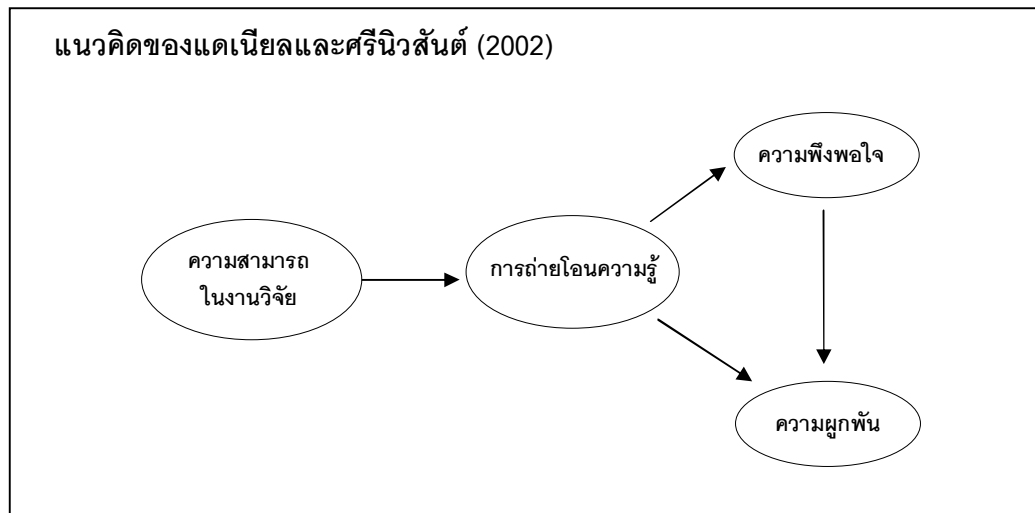 แนวคิดของแดเนียลและศรีนิวสันต์ (2002)
ความพึงพอใจ
ความสามารถ
ในงานวิจัย
การถ่ายโอนความรู้
ความผูกพัน